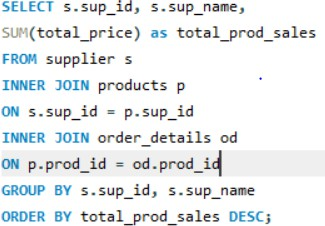 SELECT s.sup_id, s.sup_name,
SUM(total_price) as total_prod_sales
FROM supplier s
INNER JOIN products p
ON s.sup_id = p.sup_id
INNER JOIN order_details od
ON p.prod_id = od.prod_id
GROUP BY s.sup_id, s.sup_name
ORDER BY total_prod_sales DESC;